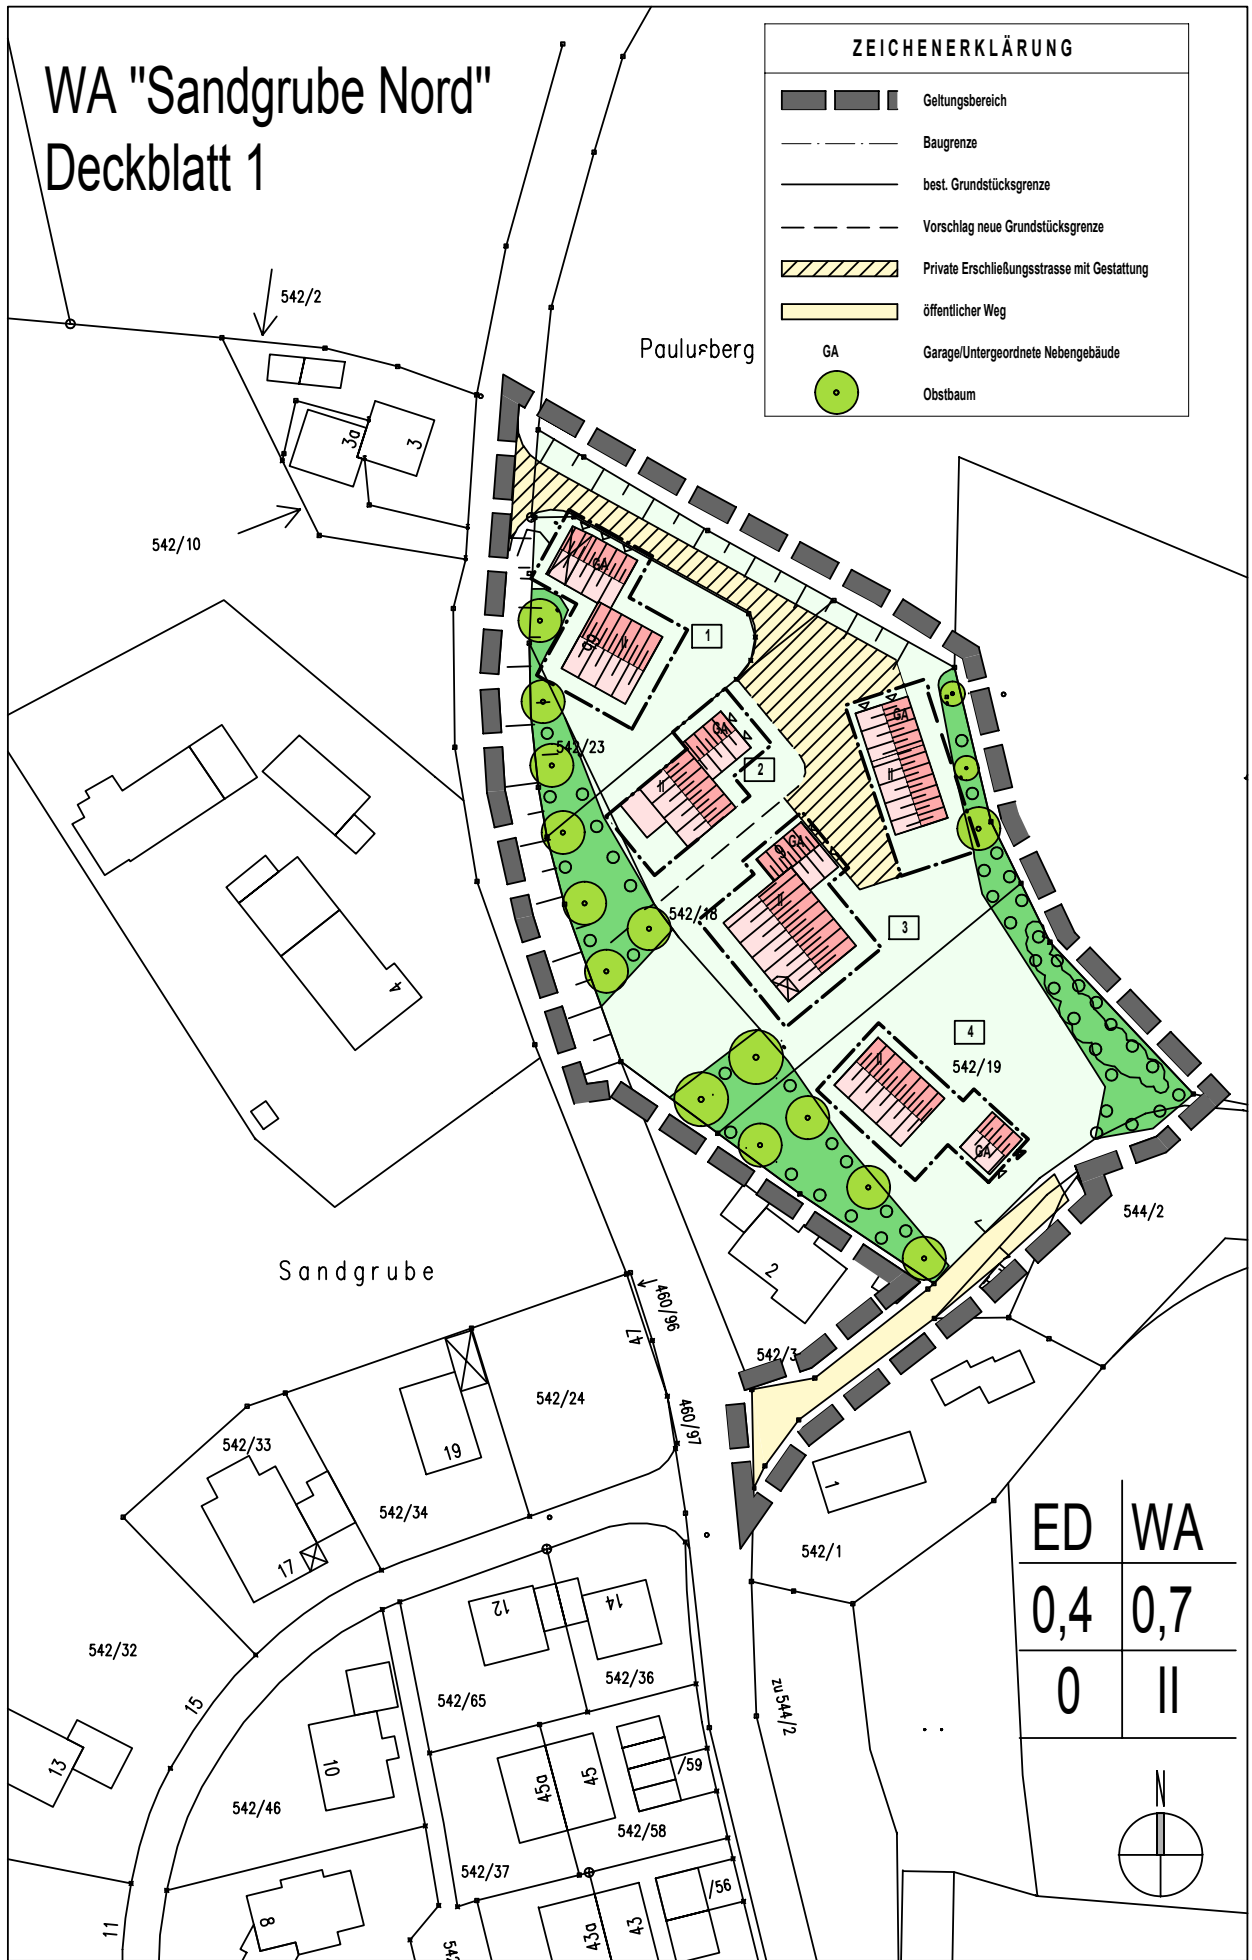 WA "Sandgrube Nord"
Deckblatt 1
ZEICHENERKLÄRUNG
Geltungsbereich
Baugrenze
best. Grundstücksgrenze
Vorschlag neue Grundstücksgrenze
Private Erschließungsstrasse mit Gestattung
öffentlicher Weg
GA Garage/Untergeordnete Nebengebäude
Obstbaum
542/2
Paulusberg
3a
3
542/10
GA
II
1
GA
542/23
2
II
GA
II
GA
9
II
542/18
3
4
4
II
542/19
GA
544/2
Sandgrube
2
460/96
47
542/3
542/24
460/97
542/33
19
1
542/34
17
542/1
ED WA
0,4 0,7
0 II
12
14
542/32
542/36
542/65
15
zu 544/2
13
10
45a
45
/59
542/46
542/58
542/37
/56
11
8
43a
43
N